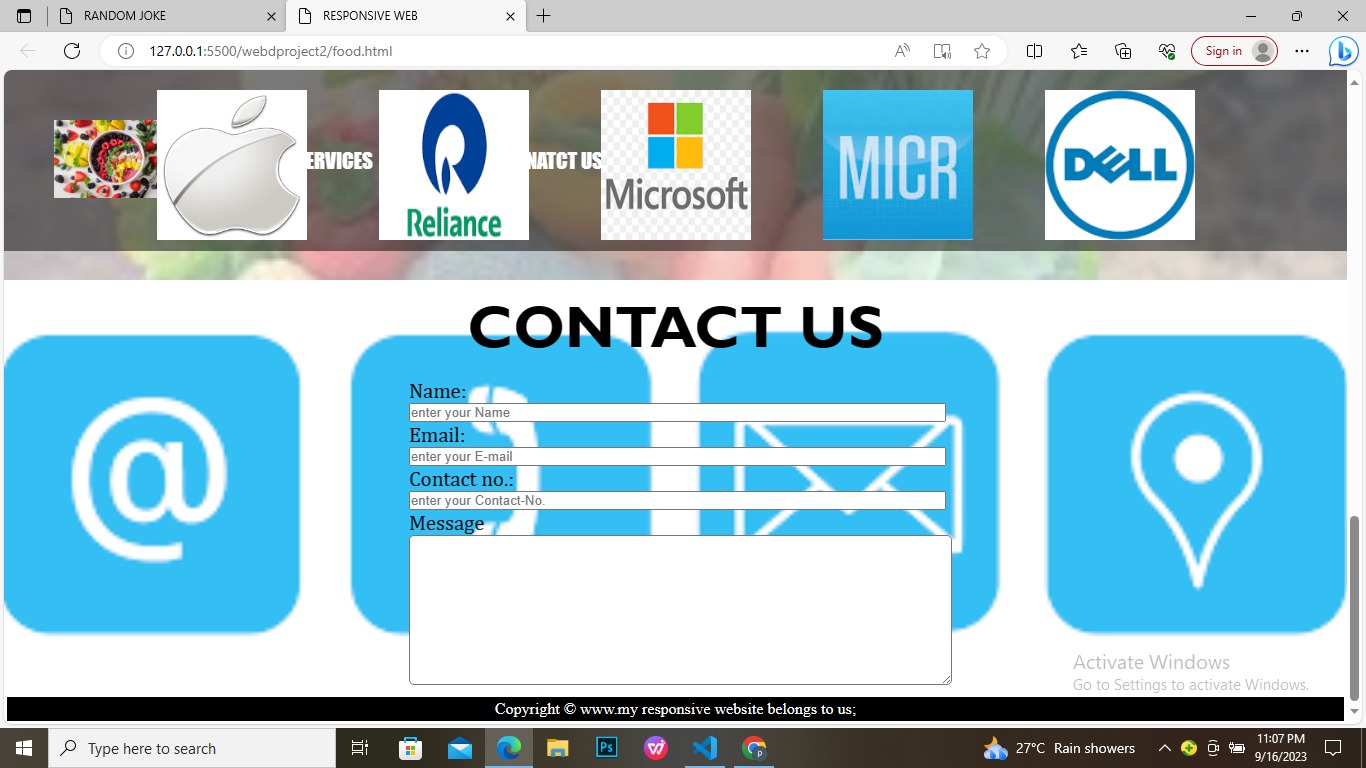 RANDOM JOKE
RESPONSIVE WEB
127.0.0.1:5500/webdproject2/food.html
Sign in
ERVICES
NATCT US
Reliance
Microsoft
MICR
DELL
CONTACT US
Name:
enter your Name
Email:
enter your E-mail
Contact no.:
enter your Contact-No.
Message
Activate Windows
Go to Settings to activate Windows.
Copyright © www.my responsive website belongs to us;
Type here to search
Ps
27°C Rain showers
11:07 PM
9/16/2023